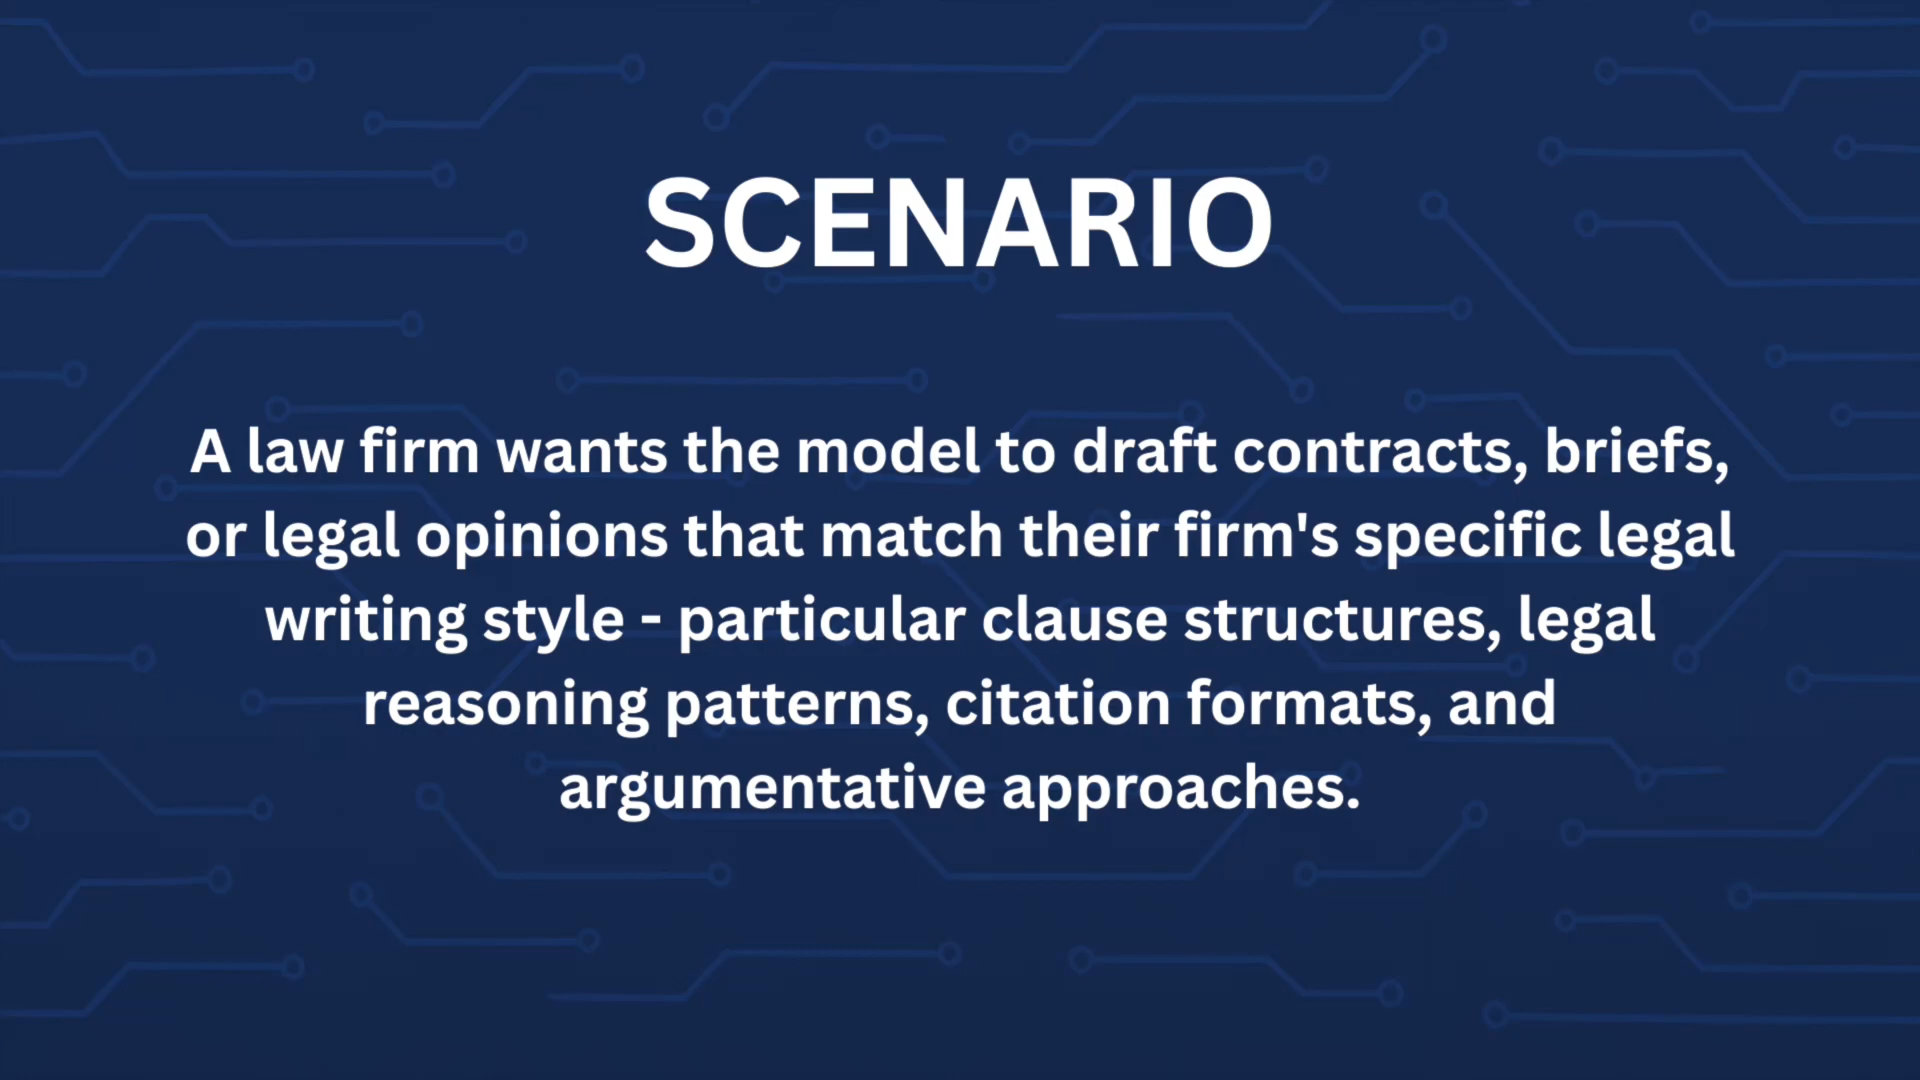 SCENARIO
A law firm wants the model to draft contracts, briefs,
or legal opinions that match their firm's specific legal
writing style - particular clause structures, legal
reasoning patterns, citation formats, and
argumentative approaches.